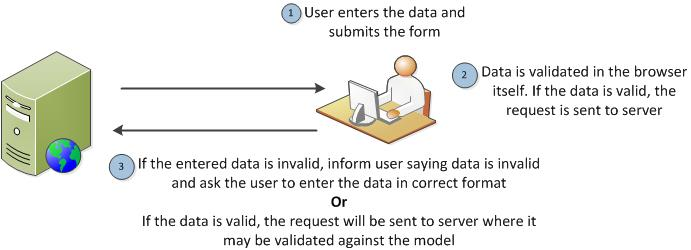 1 User enters the data and
submits the form
2 Data is validated in the browser
itself. If the data is valid, the
request is sent to server
3 If the entered data is invalid, inform user saying data is invalid
and ask the user to enter the data in correct format
Or
If the data is valid, the request will be sent to server where it
may be validated against the model